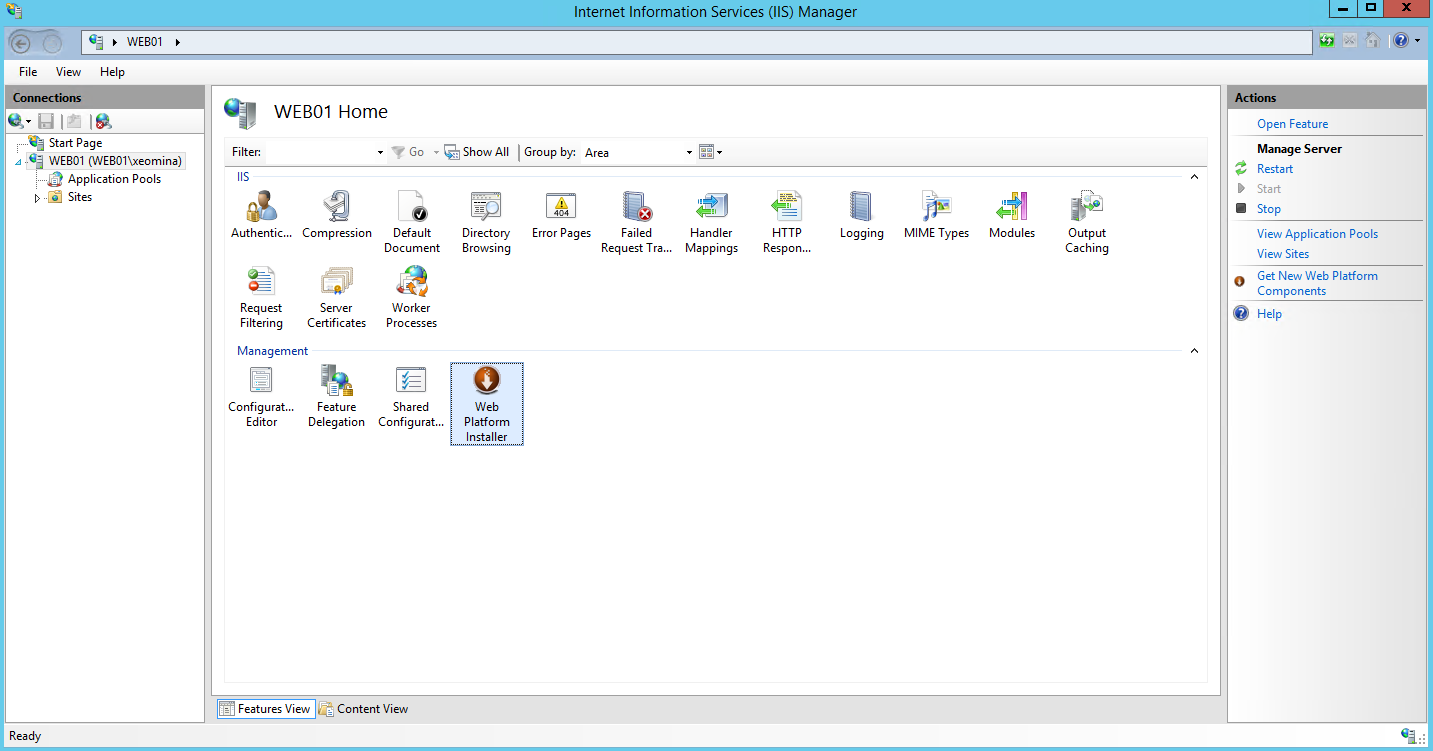 Internet Information Services (IIS) Manager
WEB01
File View Help
Connections
Start Page
WEB01 (WEB01\xeomina)
Application Pools
Sites
WEB01 Home
Filter: Go Show All Group by: Area
IIS
Authentic... Compression Default Document Directory Browsing Error Pages Failed Request Tra... Handler Mappings HTTP Respon... Logging MIME Types Modules Output Caching
404
Request Filtering Server Certificates Worker Processes
Management
Configurat... Editor Feature Delegation Shared Configurat... Web Platform Installer
Features View Content View
Actions
Open Feature
Manage Server
Restart
Start
Stop
View Application Pools
View Sites
Get New Web Platform
Components
Help
Ready